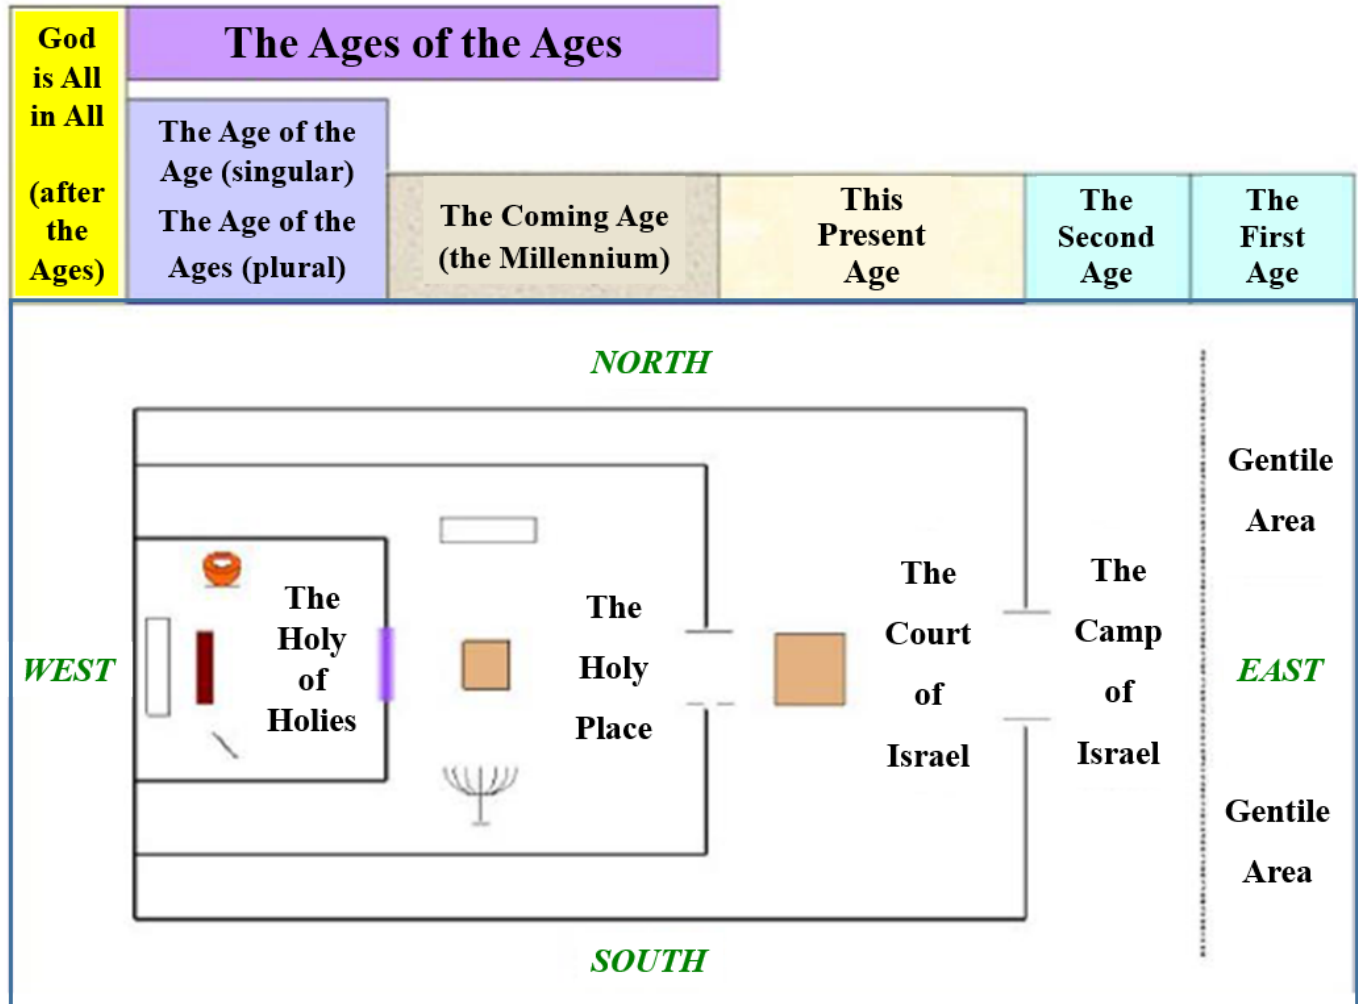 God
is All
in All
(after
the
Ages)
The Ages of the Ages
The Age of the
Age (singular)
The Age of the
Ages (plural)
The Coming Age
(the Millennium)
This
Present
Age
The
Second
Age
The
First
Age
NORTH
WEST
The
Holy
of
Holies
The
Holy
Place
The
Court
of
Israel
The
Camp
of
Israel
Gentile
Area
EAST
Gentile
Area
SOUTH